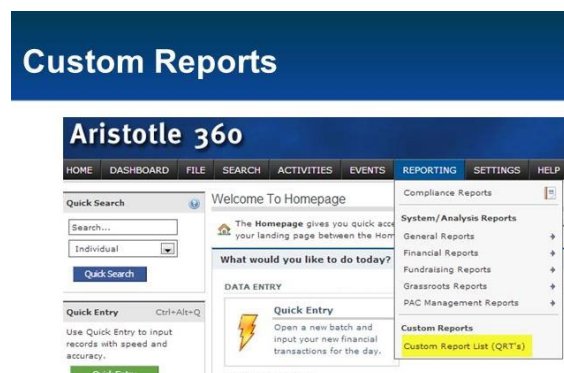 Custom Reports
Aristotle 360
HOME DASHBOARD FILE SEARCH ACTIVITIES EVENTS REPORTING SETTINGS HELP
Quick Search
Search...
Individual
Quick Search
Quick Entry Ctrl+Alt+Q
Use Quick Entry to input
records with speed and
accuracy.
Welcome To Homepage
The Homepage gives you quick acce
your landing page betwee the Hom
What would you like to do today?
DATA ENTRY
Quick Entry
Open a new batch and
input your new financial
transactions for the day.
Compliance Reports
System/Analysis Reports
General Reports
Financial Reports
Fundraising Reports
Grassroots Reports
PAC Management Reports
Custom Reports
Custom Report List (QRT's)